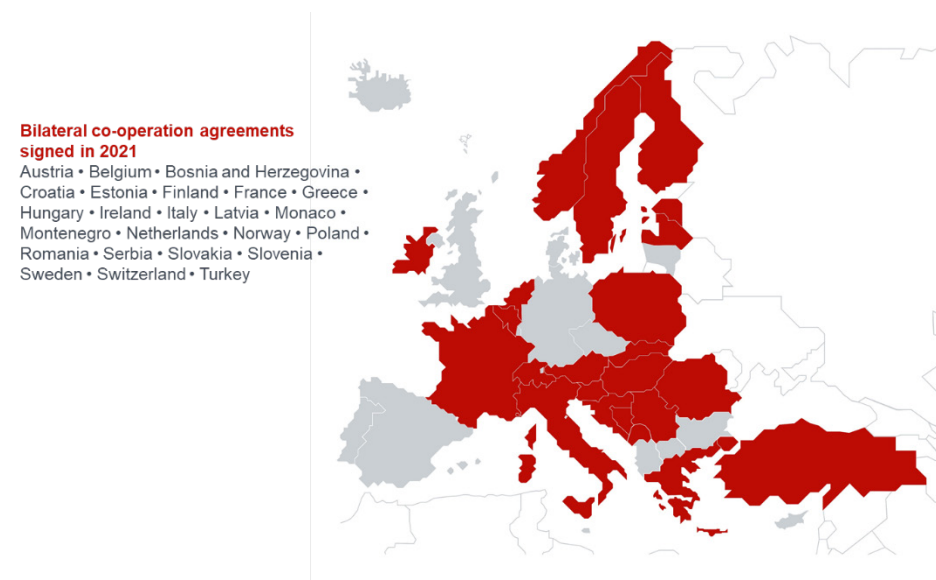 Bilateral co-operation agreements
signed in 2021
Austria • Belgium • Bosnia and Herzegovina •
Croatia • Estonia • Finland • France • Greece •
Hungary • Ireland • Italy • Latvia • Monaco •
Montenegro • Netherlands • Norway • Poland •
Romania • Serbia • Slovakia • Slovenia •
Sweden • Switzerland • Turkey